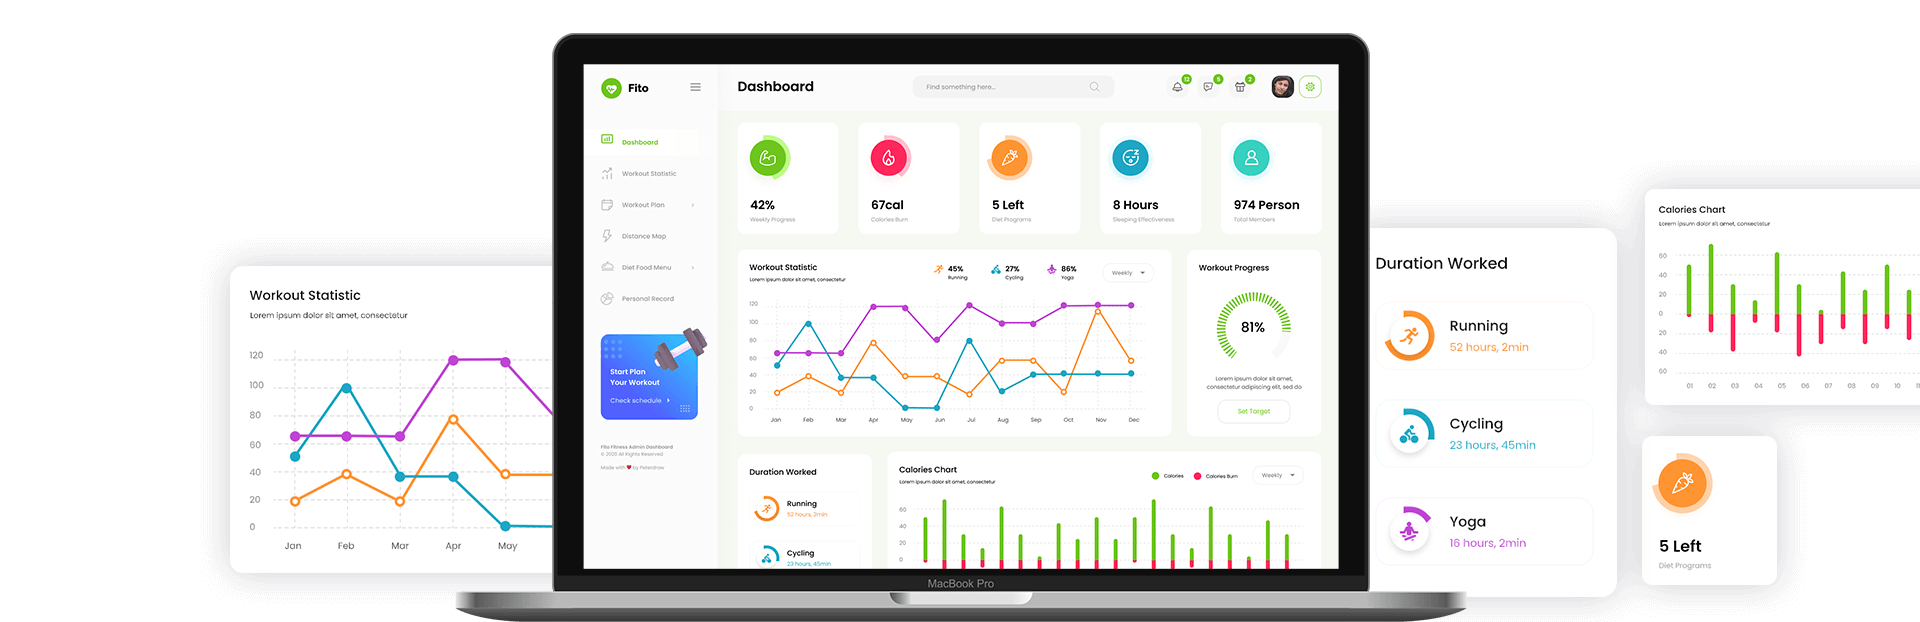 Fito
Dashboard
Find something here...
12
5
2
Dashboard
Workout Statistic
Workout Plan
Distance Map
Diet Food Menu
Personal Record
Start Plan
Your Workout
Check schedule
Fito Fitness Admin Dashboard
© 2020 All Rights Reserved
Made with ❤ by Peterdraw
42%
Weekly Progress
67cal
Calories Burn
5 Left
Diet Programs
8 Hours
Sleeping Effectiveness
974 Person
Total Members
Workout Statistic
Lorem ipsum dolor sit amet, consectetur
45%
Running
27%
Cycling
86%
Yoga
Weekly
120
100
80
60
40
20
0
Jan Feb Mar Apr May Jun Jul Aug Sep Oct Nov Dec
Workout Progress
81%
Lorem ipsum dolor sit amet,
consectetur adipiscing elit, sed do
Set Target
Duration Worked
Running
52 hours, 2min
Cycling
23 hours, 45min
Calories Chart
Lorem ipsum dolor sit amet, consectetur
Calories
Calories Burn
Weekly
60
40
20
0
MacBook Pro
Workout Statistic
Lorem ipsum dolor sit amet, consectetur
120
100
80
60
40
20
0
Jan Feb Mar Apr May
Duration Worked
Running
52 hours, 2min
Cycling
23 hours, 45min
Yoga
16 hours, 2min
Calories Chart
Lorem ipsum dolor sit amet, consectetur
60
40
20
0
20
40
60
01 02 03 04 05 06 07 08 09 10
5 Left
Diet Programs